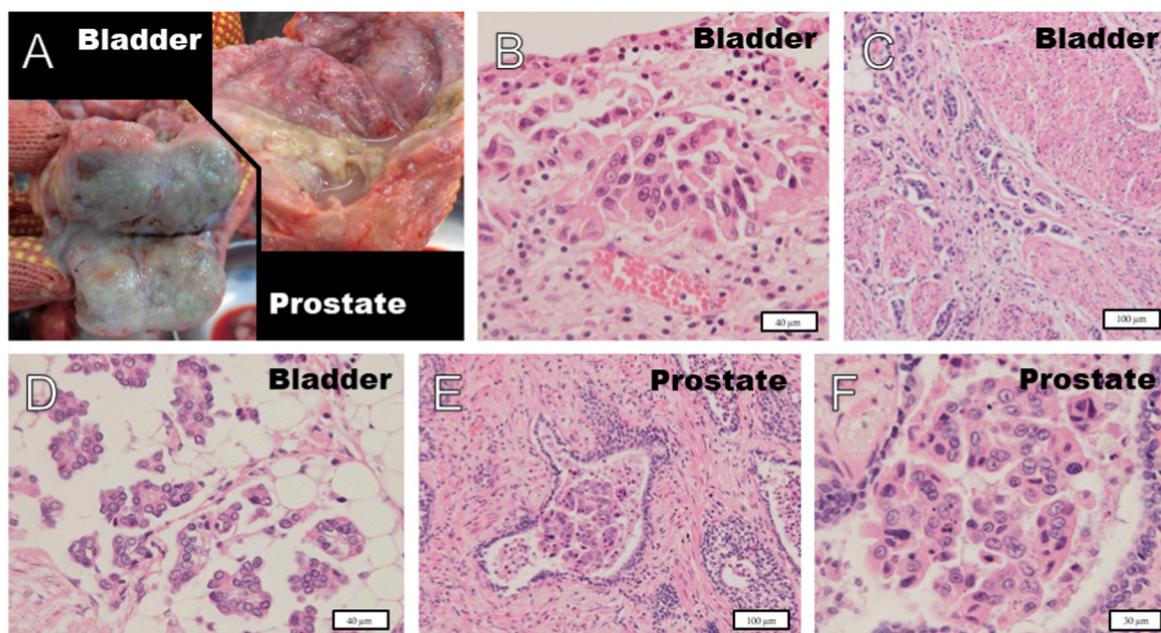 A
Bladder
Prostate
B
Bladder
40 µm
C
Bladder
100 µm
D
Bladder
40 µm
E
Prostate
100 µm
F
Prostate
30 µm